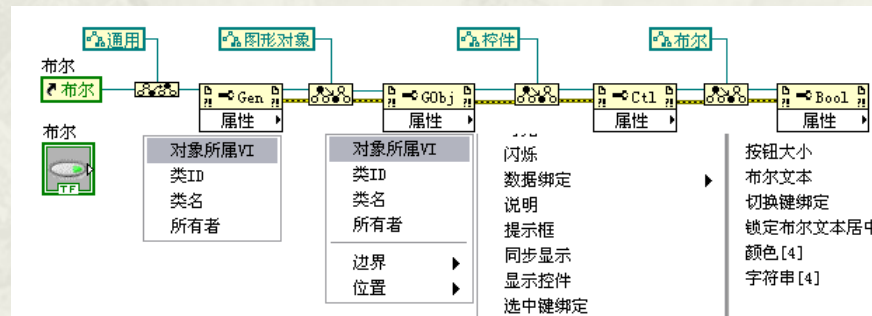 通用
图形对象
控件
布尔
布尔
布尔
Gen
GObj
Ctl
Bool
属性
属性
属性
属性
布尔
TF
对象所属VI
类ID
类名
所有者
对象所属VI
类ID
类名
所有者
边界
位置
闪烁
数据绑定
说明
提示框
同步显示
显示控件
选中键绑定
按钮大小
布尔文本
切换键绑定
锁定布尔文本居中
颜色[4]
字符串[4]